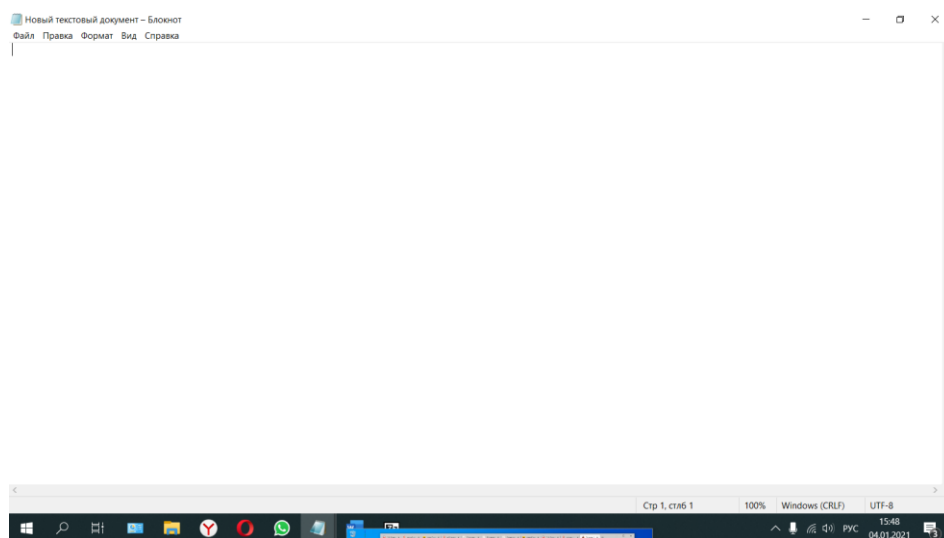 Новый текстовый документ – Блокнот
Файл Правка Формат Вид Справка
Стр 1, стлб 1 100% Windows (CRLF) UTF-8
РУС 15:48
04.01.2021
3